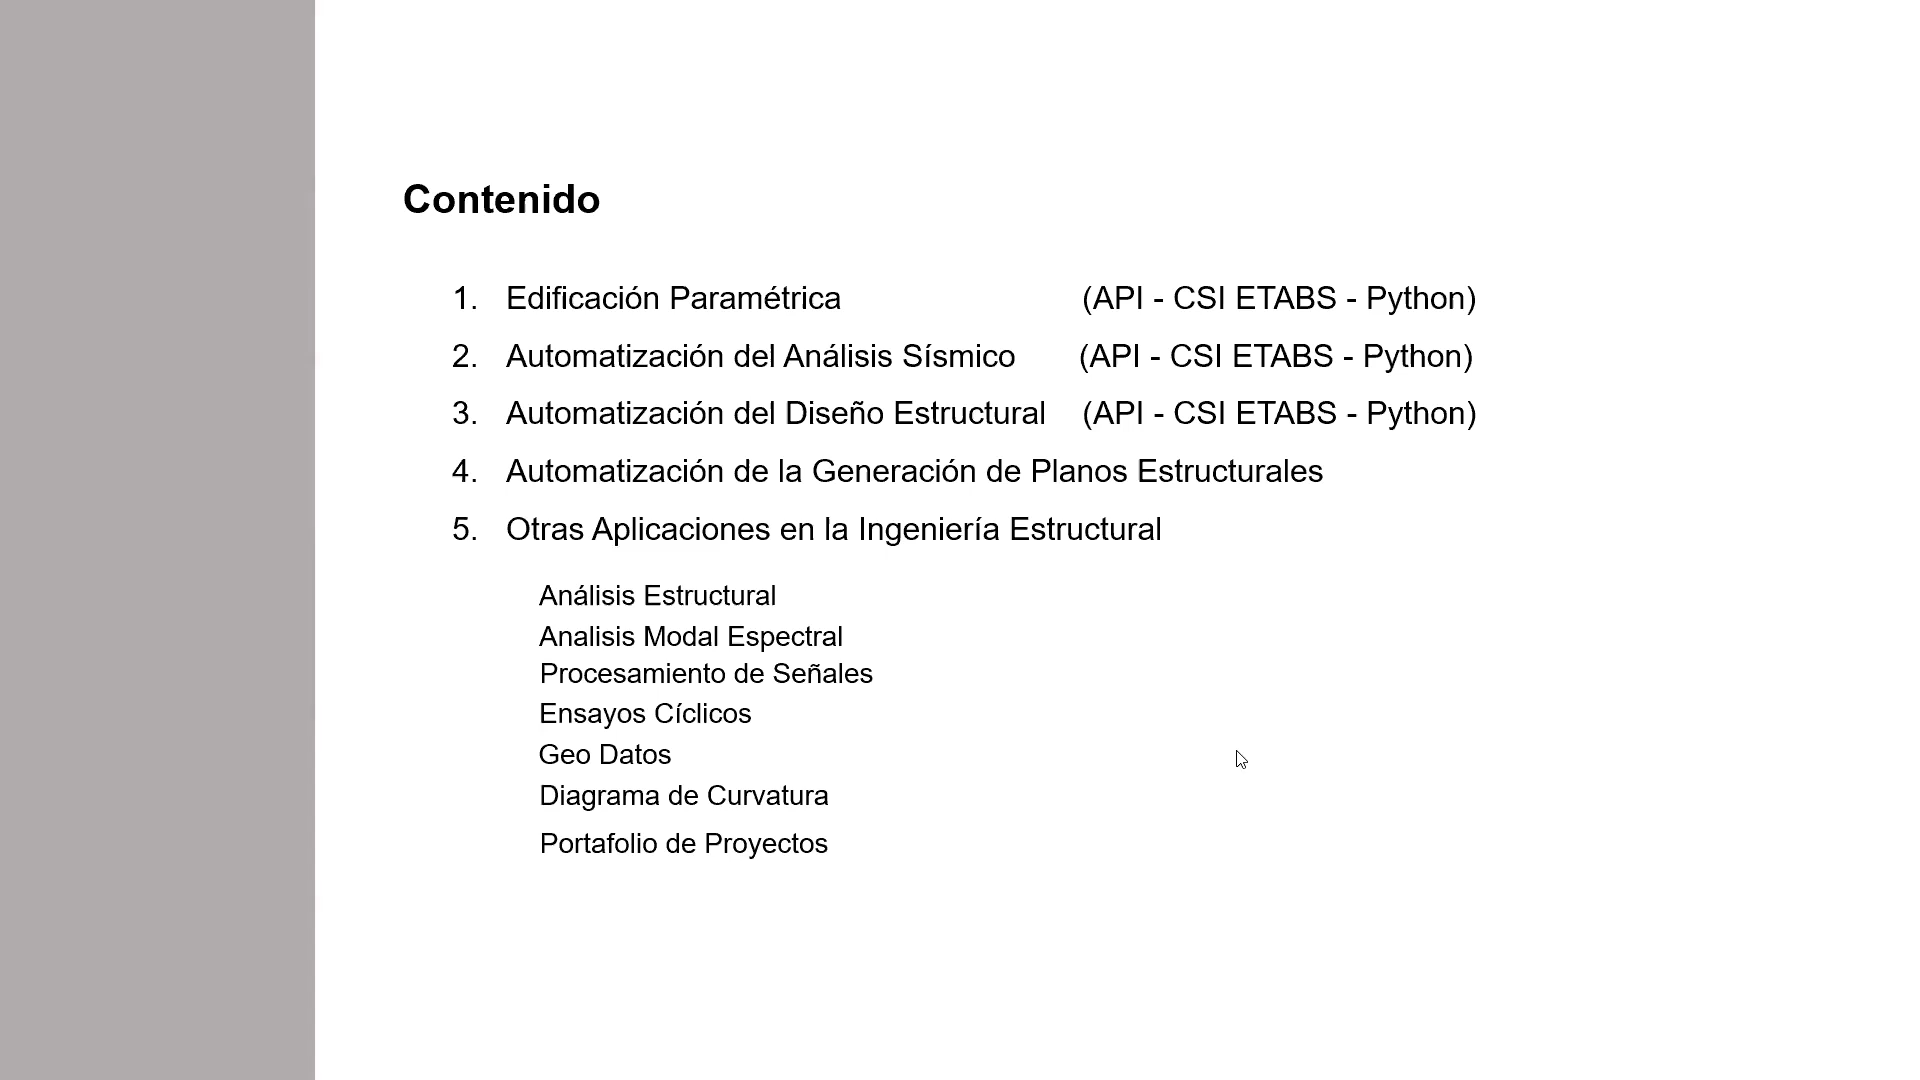 Contenido
1. Edificación Paramétrica (API - CSI ETABS - Python)
2. Automatización del Análisis Sísmico (API - CSI ETABS - Python)
3. Automatización del Diseño Estructural (API - CSI ETABS - Python)
4. Automatización de la Generación de Planos Estructurales
5. Otras Aplicaciones en la Ingeniería Estructural
Análisis Estructural
Analisis Modal Espectral
Procesamiento de Señales
Ensayos Cíclicos
Geo Datos
Diagrama de Curvatura
Portafolio de Proyectos